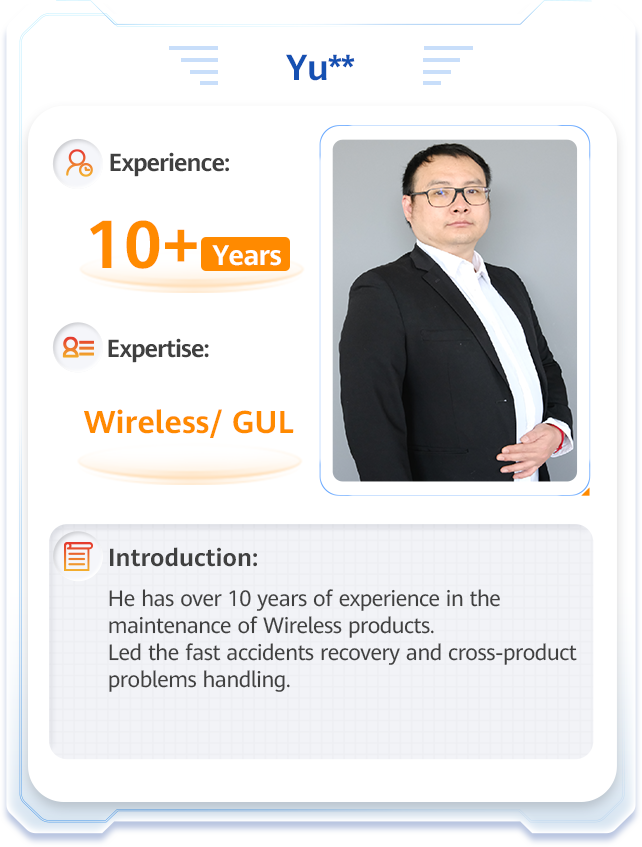 Yu**
Experience:
10+ Years
Expertise:
Wireless/ GUL
Introduction:
He has over 10 years of experience in the
maintenance of Wireless products.
Led the fast accidents recovery and cross-product
problems handling.